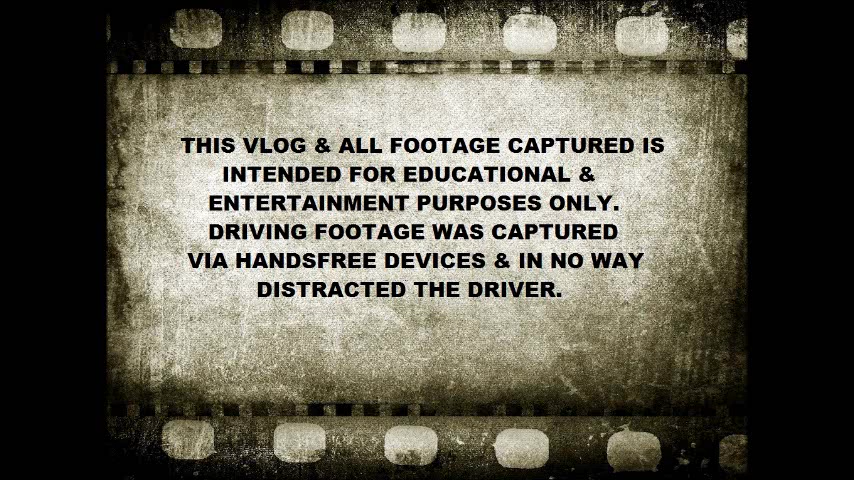 THIS VLOG & ALL FOOTAGE CAPTURED IS
INTENDED FOR EDUCATIONAL &
ENTERTAINMENT PURPOSES ONLY.
DRIVING FOOTAGE WAS CAPTURED
VIA HANDSFREE DEVICES & IN NO WAY
DISTRACTED THE DRIVER.